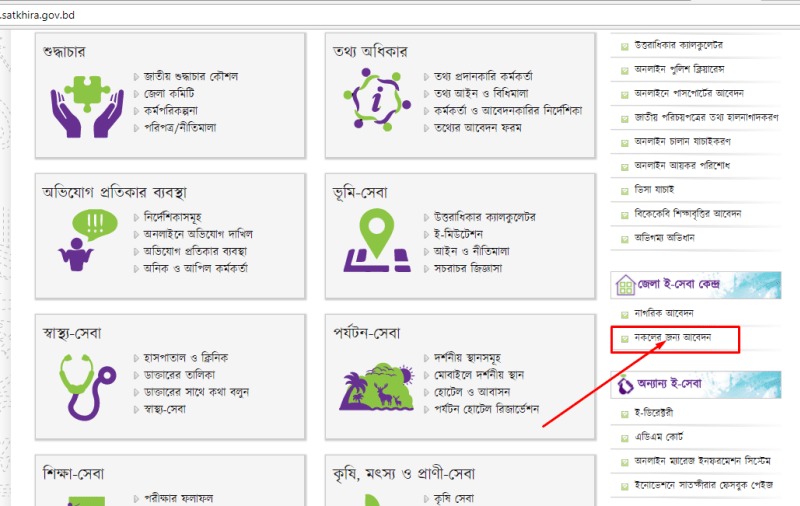 .satkhira.gov.bd
শুদ্ধাচার
জাতীয় শুদ্ধাচার কৌশল
জেলা কমিটি
কর্মপরিকল্পনা
পরিপত্র/নীতিমালা
তথ্য অধিকার
তথ্য প্রদানকারি কর্মকর্তা
তথ্য আইন ও বিধিমালা
কর্মকর্তা ও আবেদনকারির নির্দেশিকা
তথ্যের আবেদন ফরম
অভিযোগ প্রতিকার ব্যবস্থা
নির্দেশিকাসমূহ
অনলাইনে অভিযোগ দাখিল
অভিযোগ প্রতিকার ব্যবস্থা
অনিক ও আপিল কর্মকর্তা
ভূমি-সেবা
উত্তরাধিকার ক্যালকুলেটর
ই-মিউটেশন
আইন ও নীতিমালা
সচরাচর জিজ্ঞাসা
স্বাস্থ্য-সেবা
হাসপাতাল ও ক্লিনিক
ডাক্তারের তালিকা
ডাক্তারের সাথে কথা বলুন
স্বাস্থ্য-সেবা
পর্যটন-সেবা
দর্শনীয় স্থানসমূহ
মোবাইলে দর্শনীয় স্থান
হোটেল ও আবাসন
পর্যটন হোটেল রিজার্ভেশন
শিক্ষা-সেবা
পরীক্ষার ফলাফল
কৃষি, মৎস্য ও প্রাণী-সেবা
কৃষি সেবা
উত্তরাধিকার ক্যালকুলেটর
অনলাইন পুলিশ ক্লিয়ারেন্স
অনলাইনে পাসপোর্টের আবেদন
জাতীয় পরিচয়পত্রের তথ্য হালনাগাদকরণ
অনলাইন চালান যাচাইকরণ
অনলাইন আয়কর পরিশোধ
ভিসা যাচাই
বিকেকেবি শিক্ষাবৃত্তির আবেদন
অভিগম্য অভিধান
জেলা ই-সেবা কেন্দ্র
নাগরিক আবেদন
নকলের জন্য আবেদন
অন্যান্য ই-সেবা
ই-ডিরেক্টরী
এডিএম কোর্ট
অনলাইন ম্যারেজ ইনফরমেশন সিস্টেম
ইনোভেশনে সাতক্ষীরার ফেসবুক পেইজ